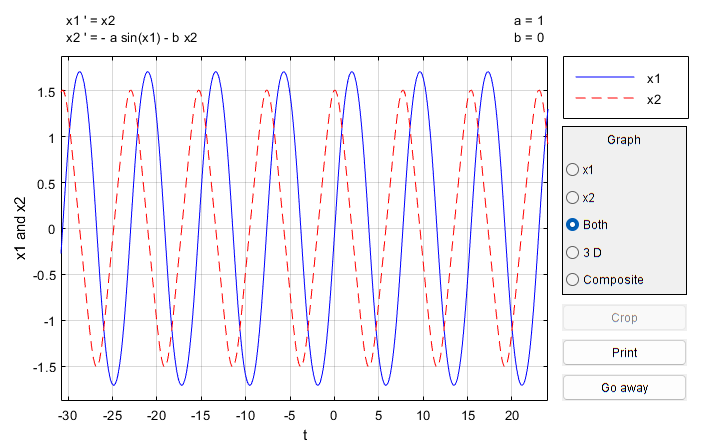 x1 ' = x2
a = 1
x2 ' = - a sin(x1) - b x2
b = 0
1.5
1
0.5
0
-0.5
-1
-1.5
x1 and x2
-30 -25 -20 -15 -10 -5 0 5 10 15 20
t
x1
x2
Graph
x1
x2
Both
3 D
Composite
Crop
Print
Go away